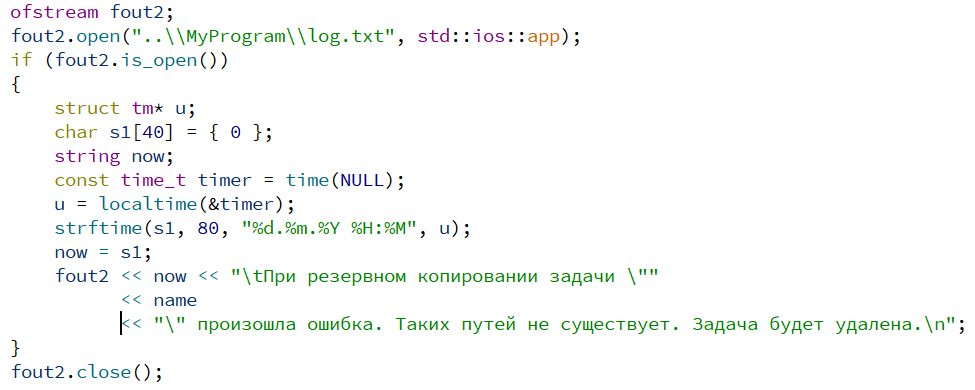 ofstream fout2;
fout2.open("..\\MyProgram\\log.txt", std::ios::app);
if (fout2.is_open())
{
    struct tm* u;
    char s1[40] = { 0 };
    string now;
    const time_t timer = time(NULL);
    u = localtime(&timer);
    strftime(s1, 80, "%d.%m.%Y %H:%M", u);
    now = s1;
    fout2 << now << "\tПри резервном копировании задачи \""
          << name
          << "\" произошла ошибка. Таких путей не существует. Задача будет удалена.\n";
}
fout2.close();